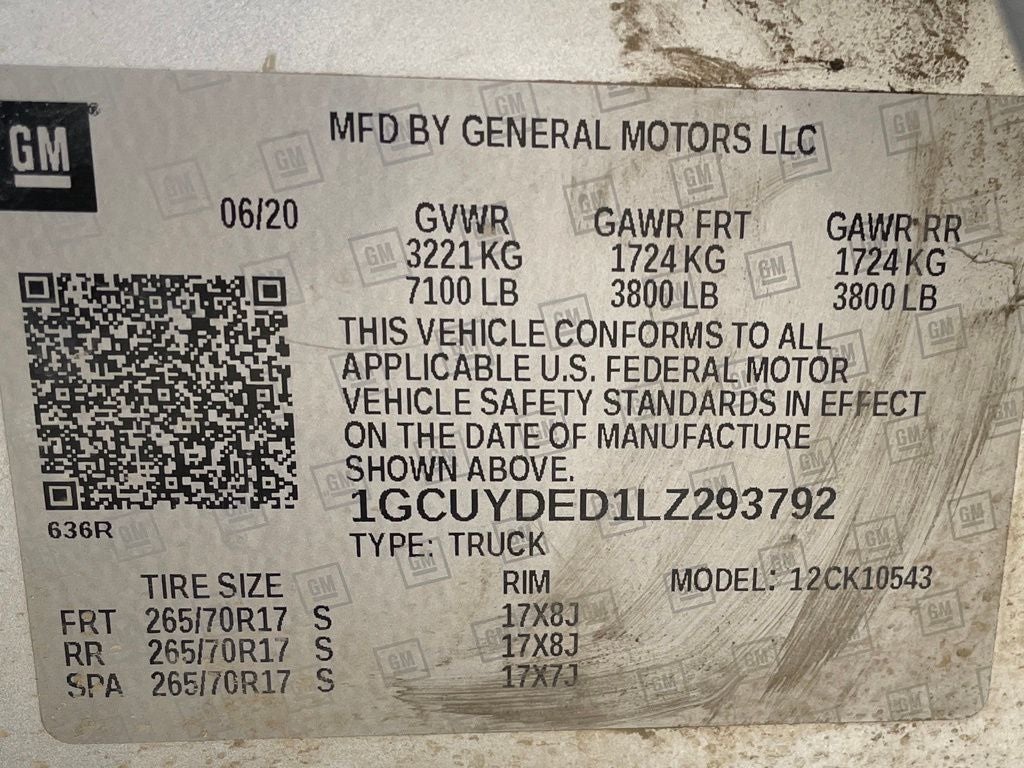 GM
MFD BY GENERAL MOTORS LLC
06/20 GVWR GAWR FRT GAWR RR
3221 KG 1724 KG 1724 KG
7100 LB 3800 LB 3800 LB
THIS VEHICLE CONFORMS TO ALL
APPLICABLE U.S. FEDERAL MOTOR
VEHICLE SAFETY STANDARDS IN EFFECT
ON THE DATE OF MANUFACTURE
SHOWN ABOVE.
1GCUYDED1LZ293792
636R
TYPE: TRUCK
TIRE SIZE RIM MODEL: 12CK10543
FRT 265/70R17 S 17X8J
RR 265/70R17 S 17X8J
SPA 265/70R17 S 17X7J